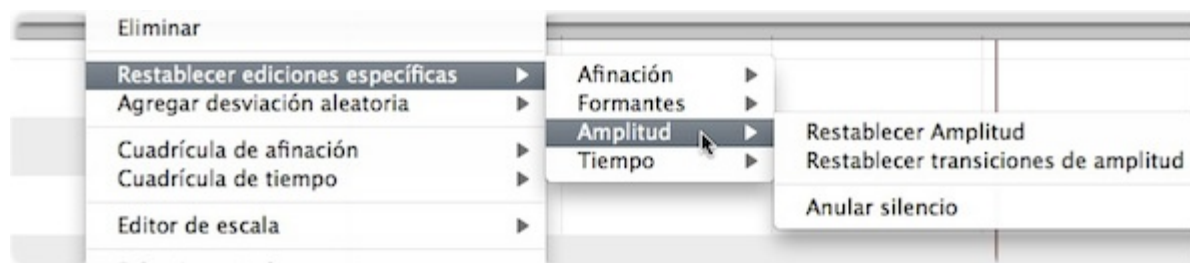 Eliminar
Restablecer ediciones específicas
Agregar desviación aleatoria
Cuadrícula de afinación
Cuadrícula de tiempo
Editor de escala
Afinación
Formantes
Amplitud
Tiempo
Restablecer Amplitud
Restablecer transiciones de amplitud
Anular silencio